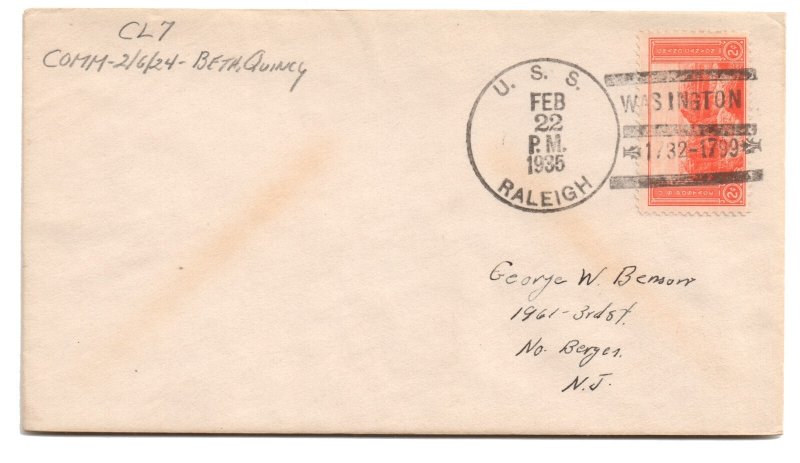 CL7
COMM-2/6/24-BETH, QUINCY
U. S. S.
FEB
22
P.M.
1935
RALEIGH
WASINGTON
1732-1799
George W. Benson
1961-3rd St.
No. Bergen.
N.J.